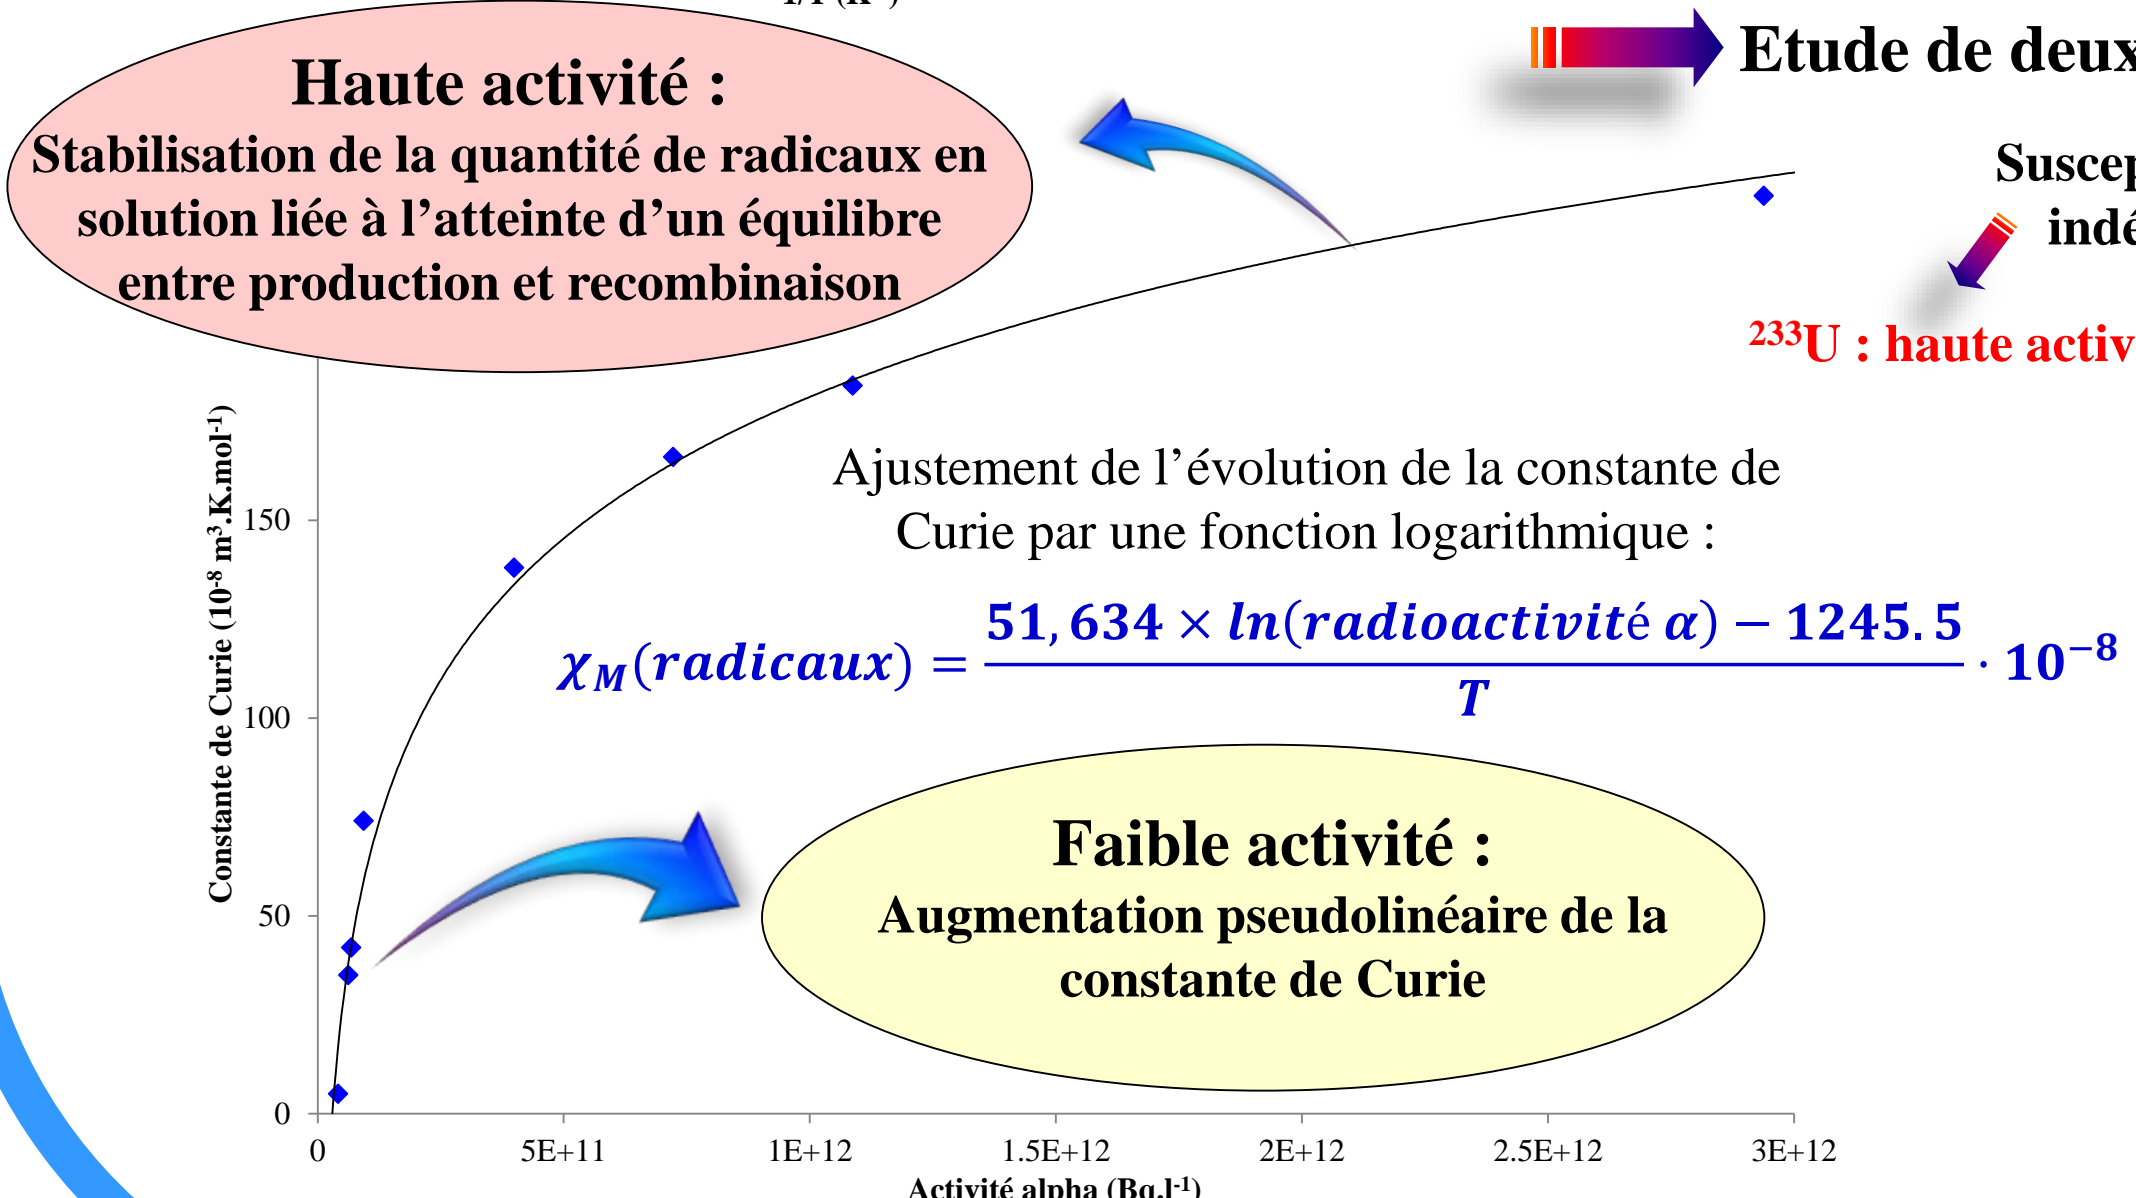 Haute activité :
Stabilisation de la quantité de radicaux en
solution liée à l’atteinte d’un équilibre
entre production et recombinaison
Etude de deux
²³³U : haute
Constante de Curie (10⁻⁸ m³.K.mol⁻¹)
150
100
50
0
Ajustement de l’évolution de la constante de
Curie par une fonction logarithmique :
χ_M(radicaux) = (51,634 × ln(radioactivité α) − 1245.5) / T · 10⁻⁸
Faible activité :
Augmentation pseudolinéaire de la
constante de Curie
0 5E+11 1E+12 1.5E+12 2E+12 2.5E+12 3E+12
Activité alpha (Bq.l⁻¹)